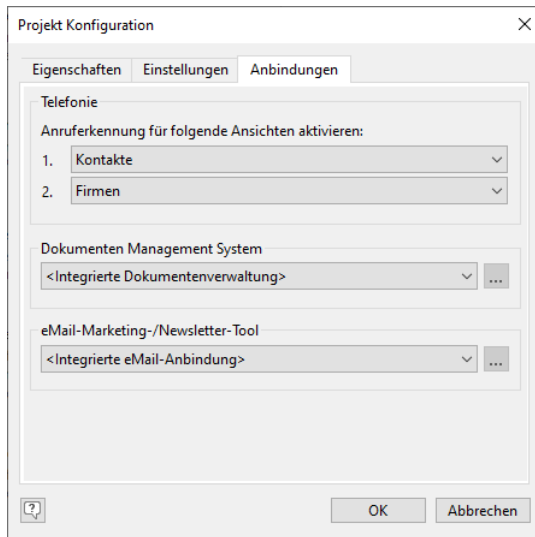 Projekt Konfiguration
Eigenschaften Einstellungen Anbindungen
Telefonie
Anruferkennung für folgende Ansichten aktivieren:
1. Kontakte
2. Firmen
Dokumenten Management System
<Integrierte Dokumentenverwaltung> ...
eMail-Marketing-/Newsletter-Tool
<Integrierte eMail-Anbindung> ...
? OK Abbrechen